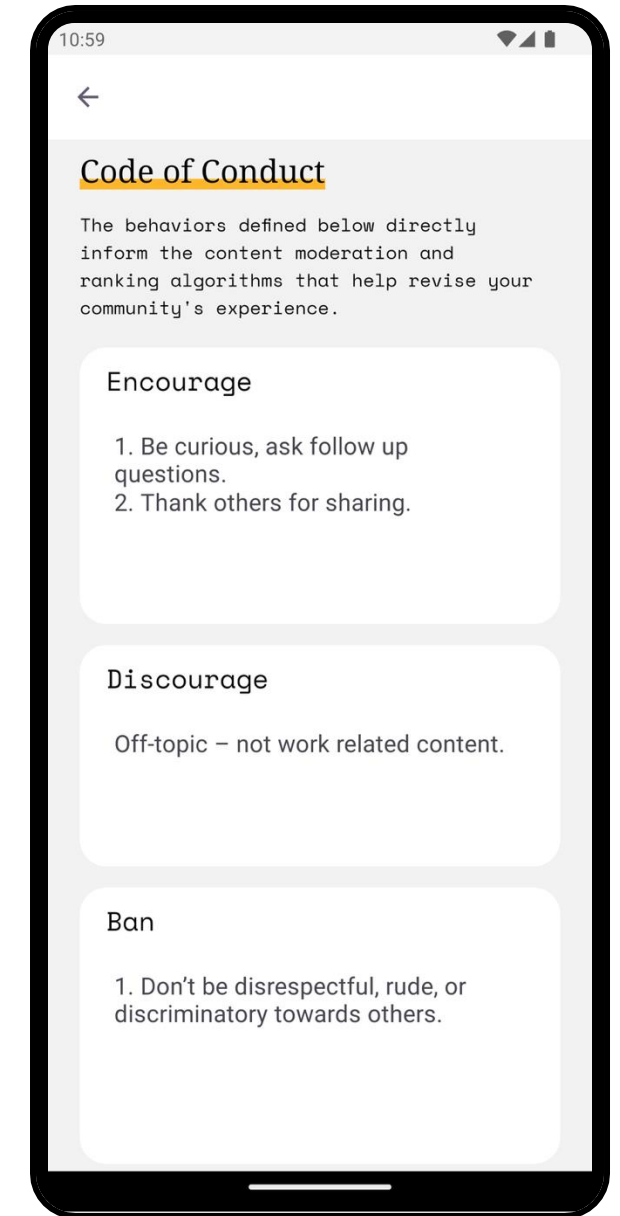 10:59
Code of Conduct
The behaviors defined below directly
inform the content moderation and
ranking algorithms that help revise your
community's experience.
Encourage
1. Be curious, ask follow up
questions.
2. Thank others for sharing.
Discourage
Off-topic – not work related content.
Ban
1. Don’t be disrespectful, rude, or
discriminatory towards others.